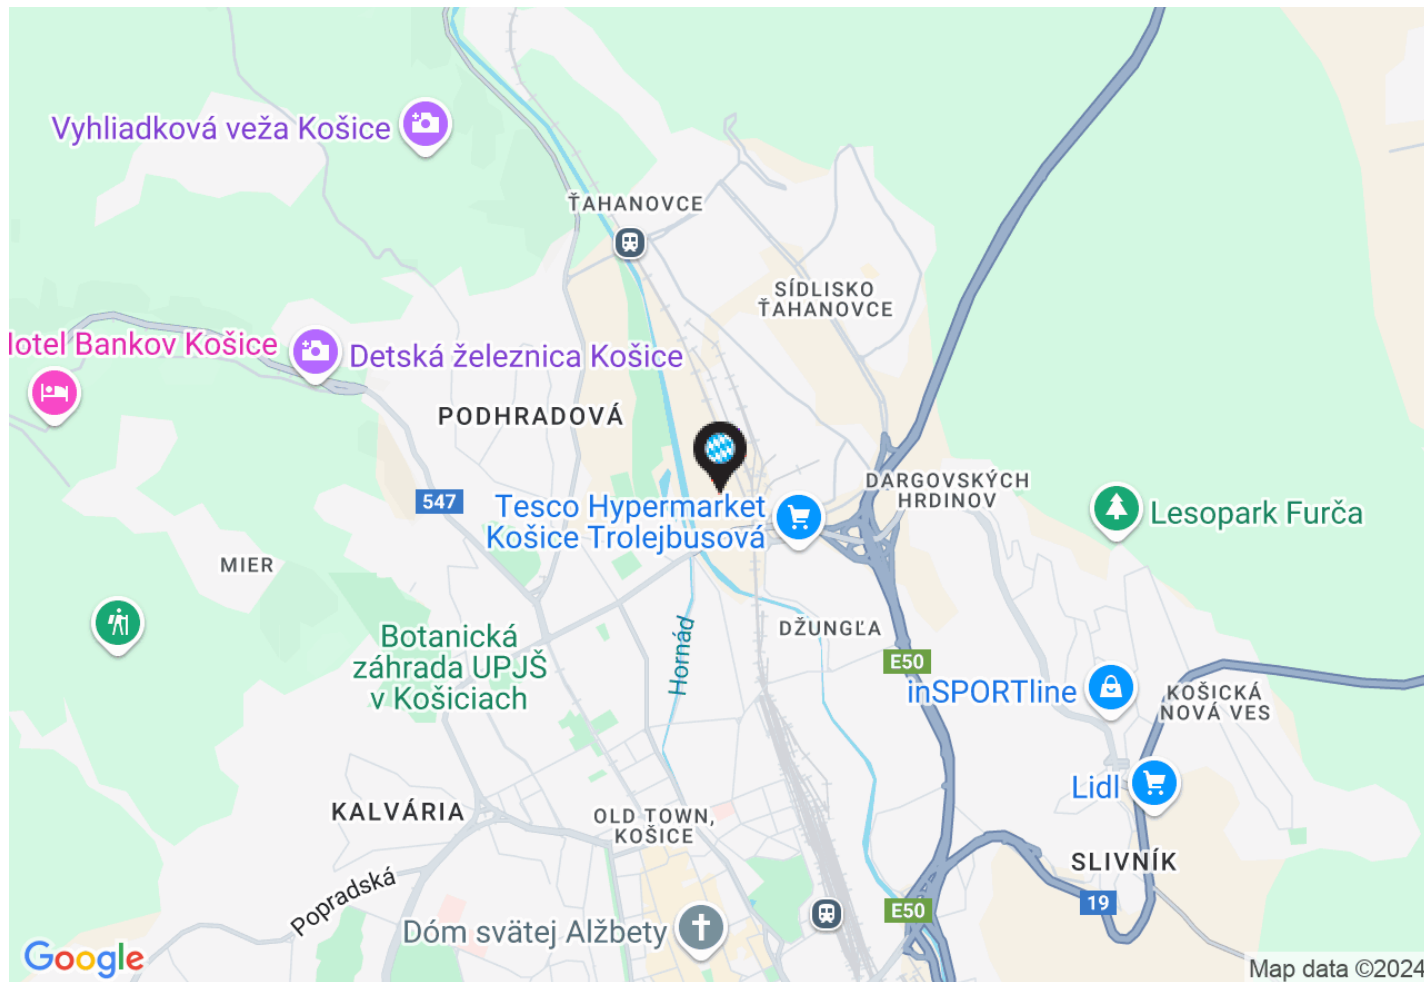 Vyhliadková veža Košice
ŤAHANOVCE
SÍDLISKO
ŤAHANOVCE
otel Bankov Košice
Detská železnica Košice
PODHRADOVÁ
DARGOVSKÝCH
HRDINOV
547
Tesco Hypermarket
Košice Trolejbusová
Lesopark Furča
MIER
Botanická
záhrada UPJŠ
v Košiciach
Hornád
DŽUNGĽA
E50
inSPORTline
KOŠICKÁ
NOVÁ VES
Lidl
KALVÁRIA
OLD TOWN,
KOŠICE
SLIVNÍK
Popradská
19
E50
Dóm svätej Alžbety
Google
Map data ©2024